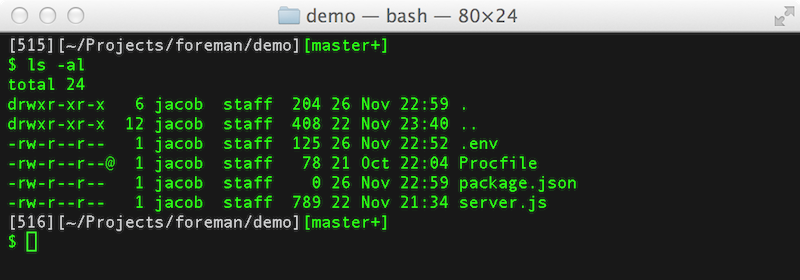 demo — bash — 80×24
[515][~/Projects/foreman/demo][master+]
$ ls -al
total 24
drwxr-xr-x   6 jacob  staff  204 26 Nov 22:59 .
drwxr-xr-x  12 jacob  staff  408 22 Nov 23:40 ..
-rw-r--r--   1 jacob  staff  125 26 Nov 22:52 .env
-rw-r--r--@  1 jacob  staff   78 21 Oct 22:04 Procfile
-rw-r--r--   1 jacob  staff    0 26 Nov 22:59 package.json
-rw-r--r--   1 jacob  staff  789 22 Nov 21:34 server.js
[516][~/Projects/foreman/demo][master+]
$